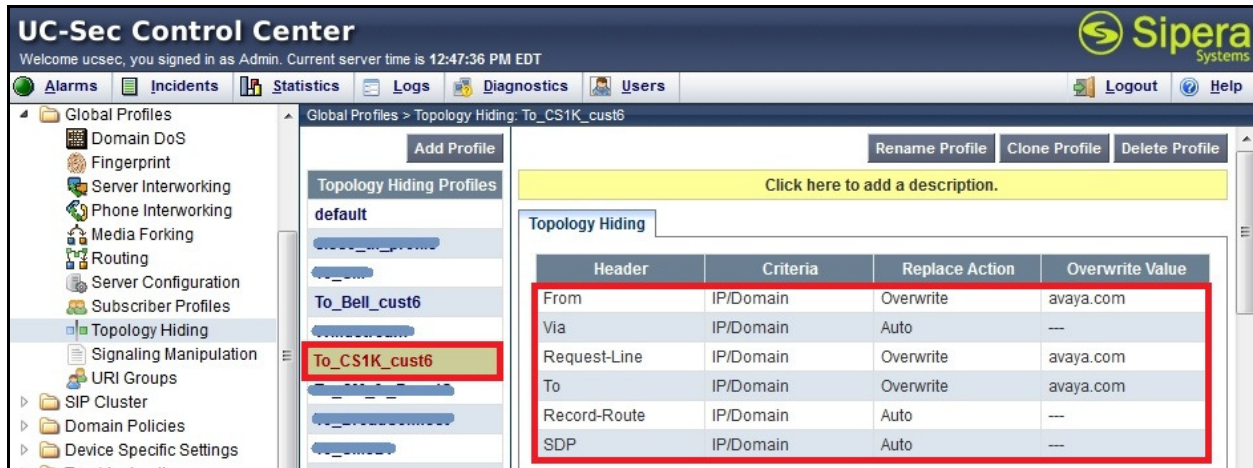 UC-Sec Control Center
Sipera
Systems
Welcome ucsec, you signed in as Admin. Current server time is 12:47:36 PM EDT
Alarms Incidents Statistics Logs Diagnostics Users Logout Help
Global Profiles
Domain DoS
Fingerprint
Server Interworking
Phone Interworking
Media Forking
Routing
Server Configuration
Subscriber Profiles
Topology Hiding
Signaling Manipulation
URI Groups
SIP Cluster
Domain Policies
Device Specific Settings
Global Profiles > Topology Hiding: To_CS1K_cust6
Add Profile
Topology Hiding Profiles
default
To_Bell_cust6
To_CS1K_cust6
Rename Profile Clone Profile Delete Profile
Click here to add a description.
Topology Hiding
Header Criteria Replace Action Overwrite Value
From IP/Domain Overwrite avaya.com
Via IP/Domain Auto ---
Request-Line IP/Domain Overwrite avaya.com
To IP/Domain Overwrite avaya.com
Record-Route IP/Domain Auto ---
SDP IP/Domain Auto ---